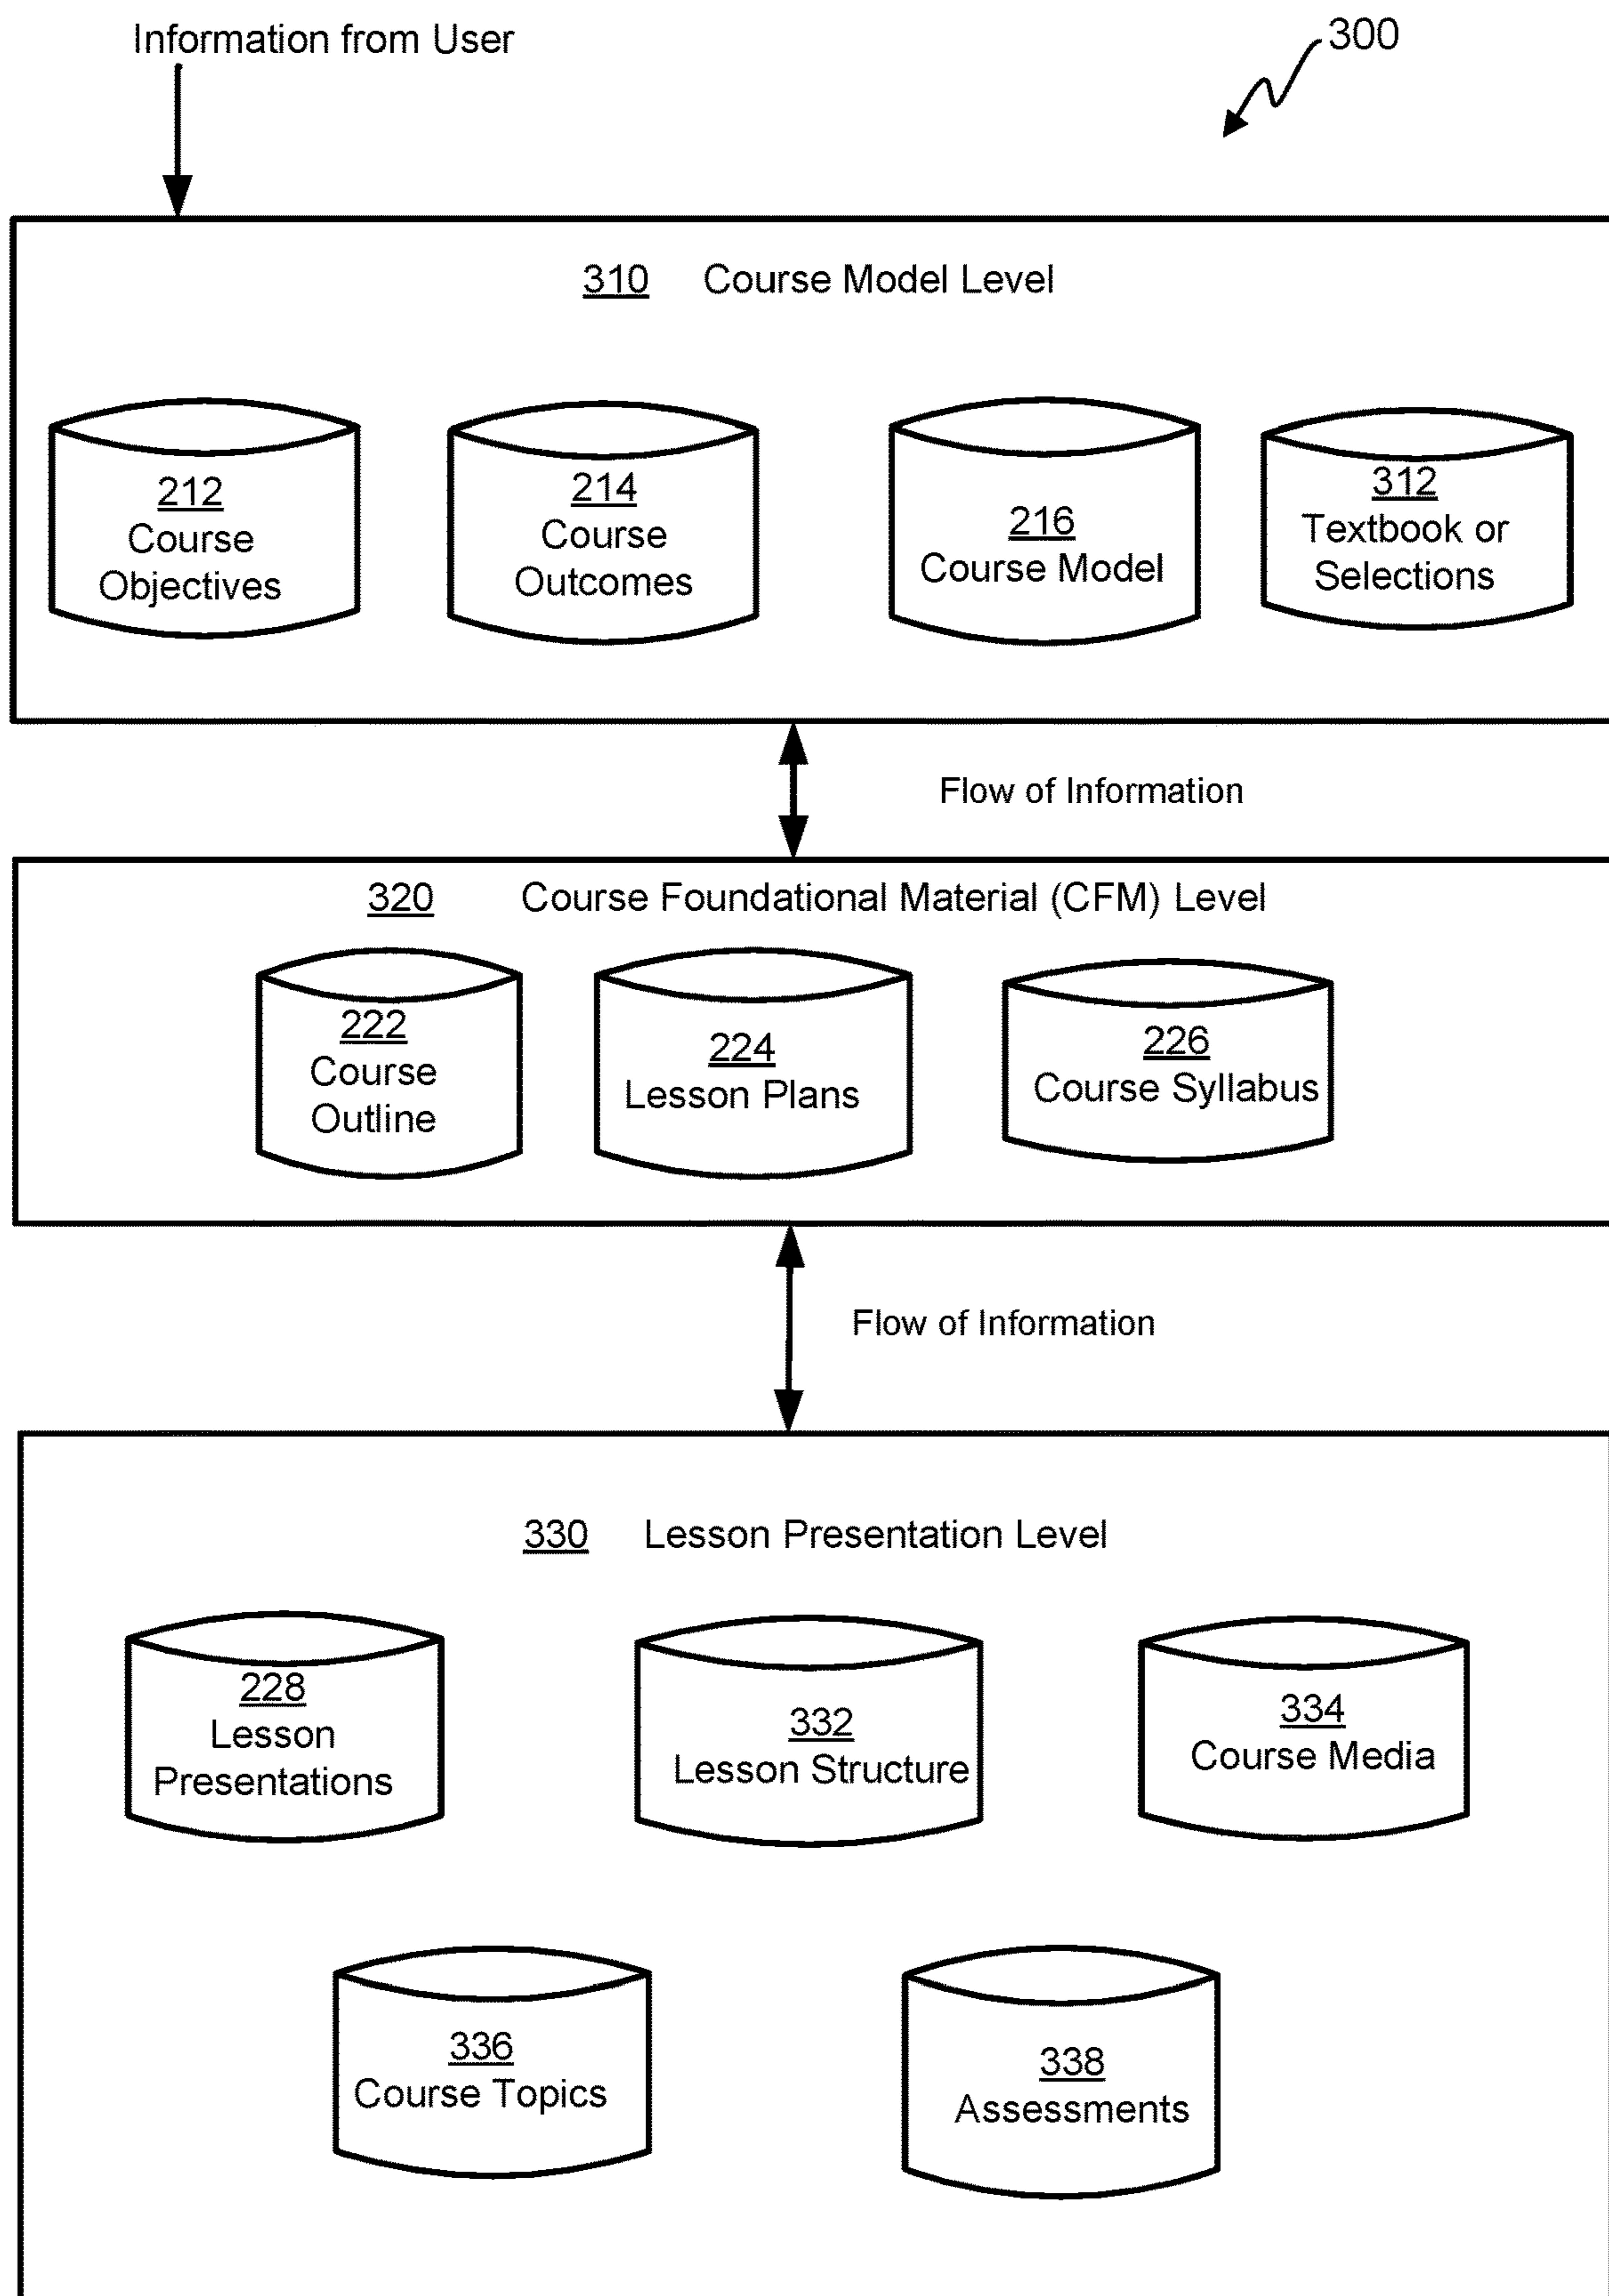 Information from User
300
310 Course Model Level
212
Course
Objectives
214
Course
Outcomes
216
Course Model
312
Textbook or
Selections
Flow of Information
320 Course Foundational Material (CFM) Level
222
Course
Outline
224
Lesson Plans
226
Course Syllabus
Flow of Information
330 Lesson Presentation Level
228
Lesson
Presentations
332
Lesson Structure
334
Course Media
336
Course Topics
338
Assessments